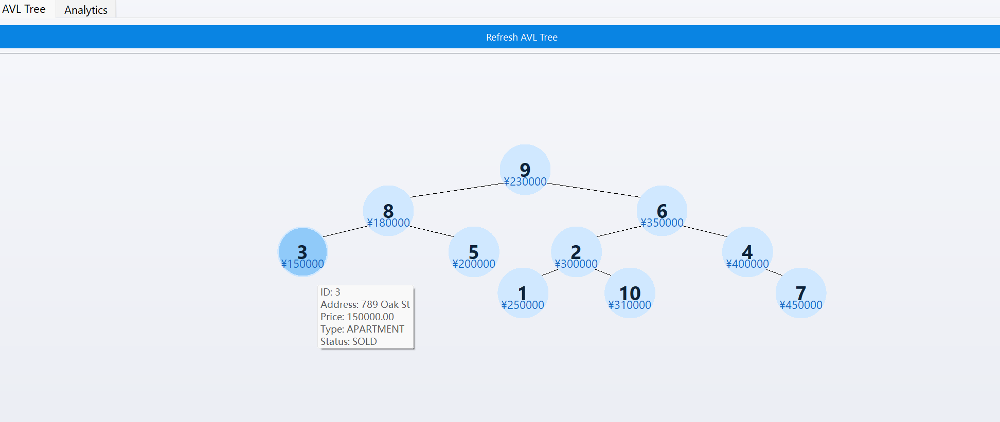 AVL Tree
Analytics
Refresh AVL Tree
9
¥230000
8
¥180000
6
¥350000
3
¥150000
5
¥200000
2
¥300000
4
¥400000
1
¥250000
10
¥310000
7
¥450000
ID: 3
Address: 789 Oak St
Price: 150000.00
Type: APARTMENT
Status: SOLD